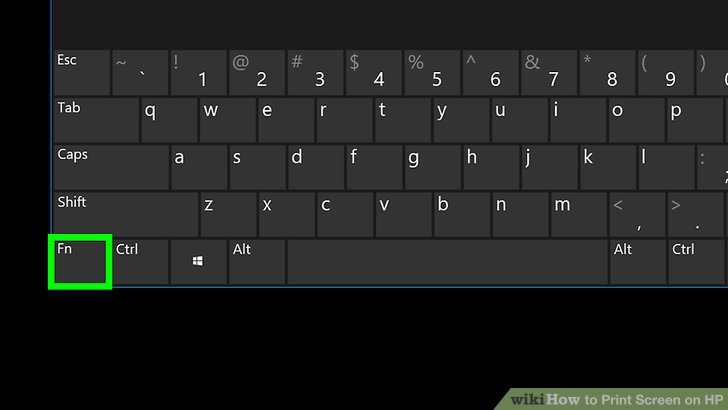 Esc ~ ` ! 1 @ 2 # 3 $ 4 % 5 ^ 6 & 7 * 8 ( 9 )
Tab q w e r t y u i o p
Caps a s d f g h j k l : ;
Shift z x c v b n m < , > .
Fn Ctrl Alt Alt Ctrl
wikiHow to Print Screen on HP